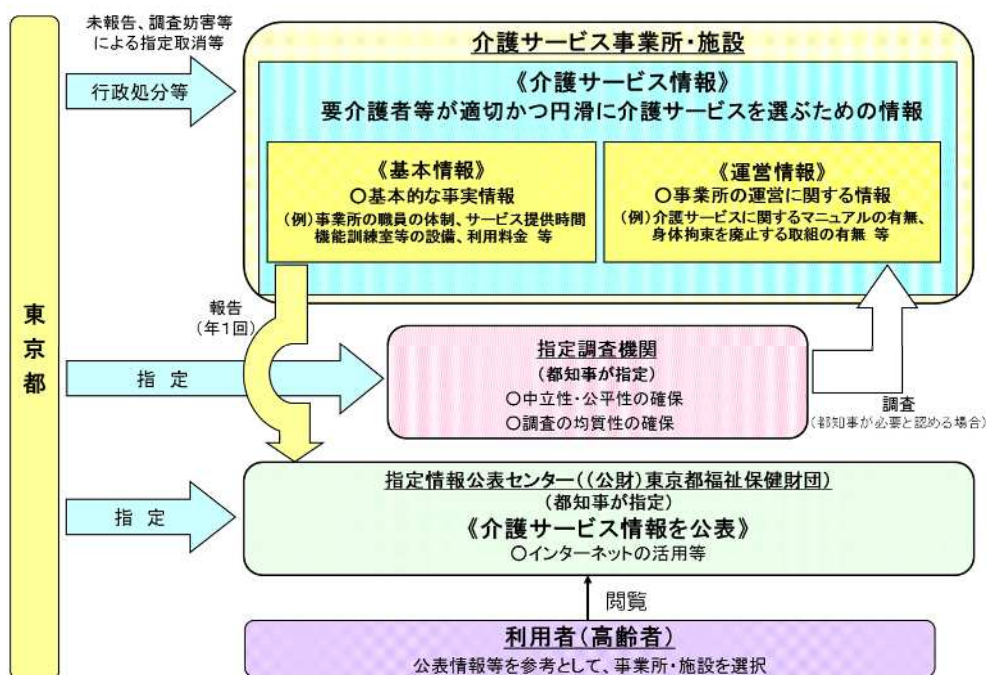 未報告、調査妨害等
による指定取消等
行政処分等
介護サービス事業所・施設
《介護サービス情報》
要介護者等が適切かつ円滑に介護サービスを選ぶための情報
《基本情報》
○基本的な事実情報
(例)事業所の職員の体制、サービス提供時間
機能訓練室等の設備、利用料金 等
《運営情報》
○事業所の運営に関する情報
(例)介護サービスに関するマニュアルの有無、
身体拘束を廃止する取組の有無 等
東京都
報告
(年1回)
指 定
指定調査機関
(都知事が指定)
○中立性・公平性の確保
○調査の均質性の確保
調査
(都知事が必要と認める場合)
指 定
指定情報公表センター((公財)東京都福祉保健財団)
(都知事が指定)
《介護サービス情報を公表》
○インターネットの活用等
閲覧
利用者(高齢者)
公表情報等を参考として、事業所・施設を選択